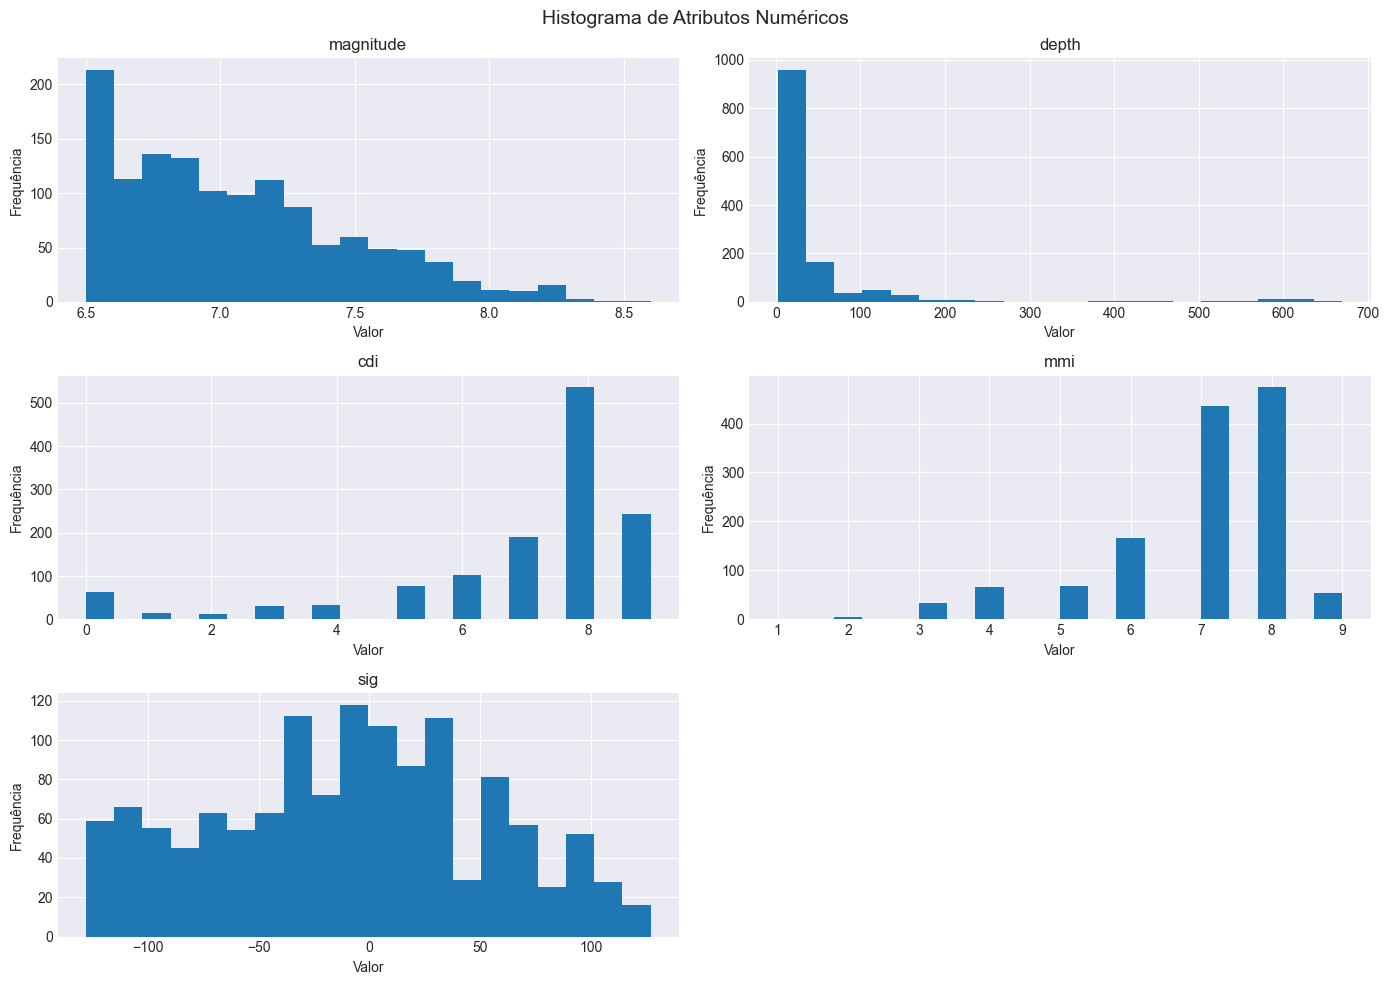 Histograma de Atributos Numéricos
magnitude
Frequência
200
150
100
50
0
6.5 7.0 7.5 8.0 8.5
Valor
depth
Frequência
1000
800
600
400
200
0
0 100 200 300 400 500 600 700
Valor
cdi
Frequência
500
400
300
200
100
0
0 2 4 6 8
Valor
mmi
Frequência
400
300
200
100
0
1 2 3 4 5 6 7 8 9
Valor
sig
Frequência
120
100
80
60
40
20
0
−100 −50 0 50 100
Valor